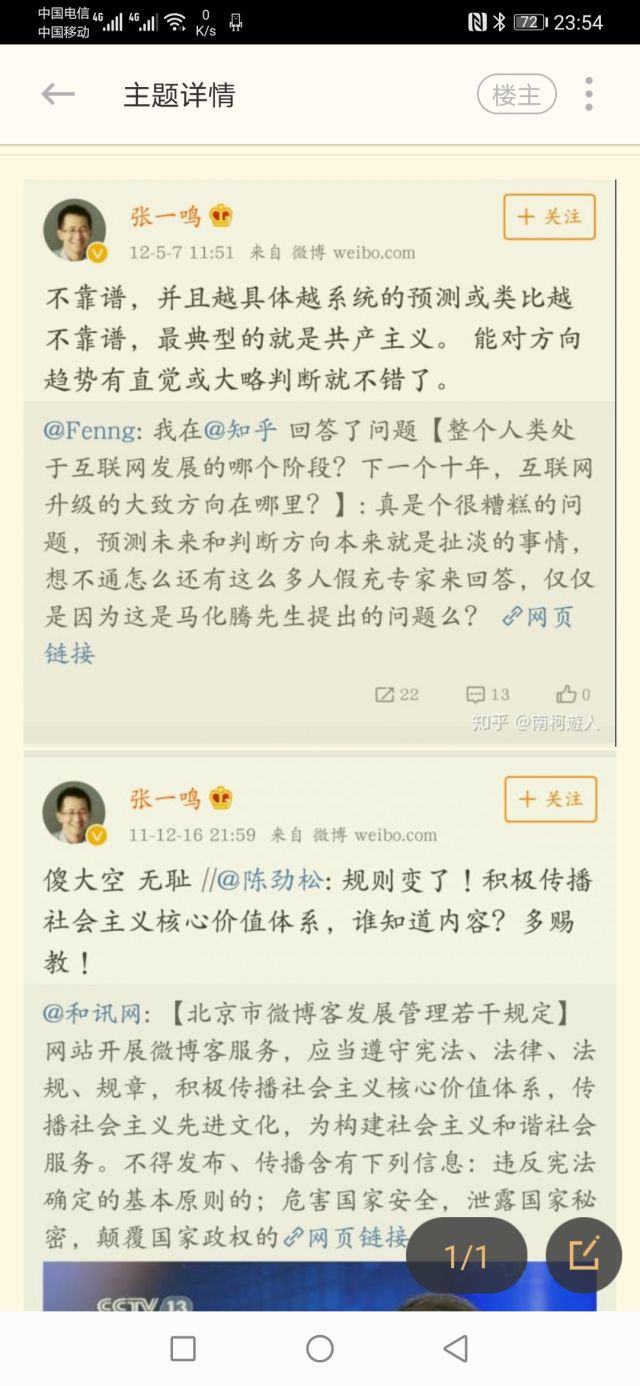 中国电信 4G 4G 0 72 23:54
中国移动 K/s
主题详情 楼主
张一鸣 + 关注
12-5-7 11:51 来自 微博 weibo.com
不靠谱，并且越具体越系统的预测或类比越
不靠谱，最典型的就是共产主义。 能对方向
趋势有直觉或大略判断就不错了。
@Fenng: 我在@知乎 回答了问题【整个人类处
于互联网发展的哪个阶段？下一个十年，互联网
升级的大致方向在哪里？】: 真是个很糟糕的问
题，预测未来和判断方向本来就是扯淡的事情，
想不通怎么还有这么多人假充专家来回答，仅仅
是因为这是马化腾先生提出的问题么？ 网页
链接
22 13 0
知乎 @南柯遊人
张一鸣 + 关注
11-12-16 21:59 来自 微博 weibo.com
傻大空 无耻 //@陈劲松: 规则变了！积极传播
社会主义核心价值体系，谁知道内容？多赐
教！
@和讯网: 【北京市微博客发展管理若干规定】
网站开展微博客服务，应当遵守宪法、法律、法
规、规章，积极传播社会主义核心价值体系，传
播社会主义先进文化，为构建社会主义和谐社会
服务。不得发布、传播含有下列信息：违反宪法
确定的基本原则的；危害国家安全，泄露国家秘
密，颠覆国家政权的 网页链接
1/1
CCTV 13